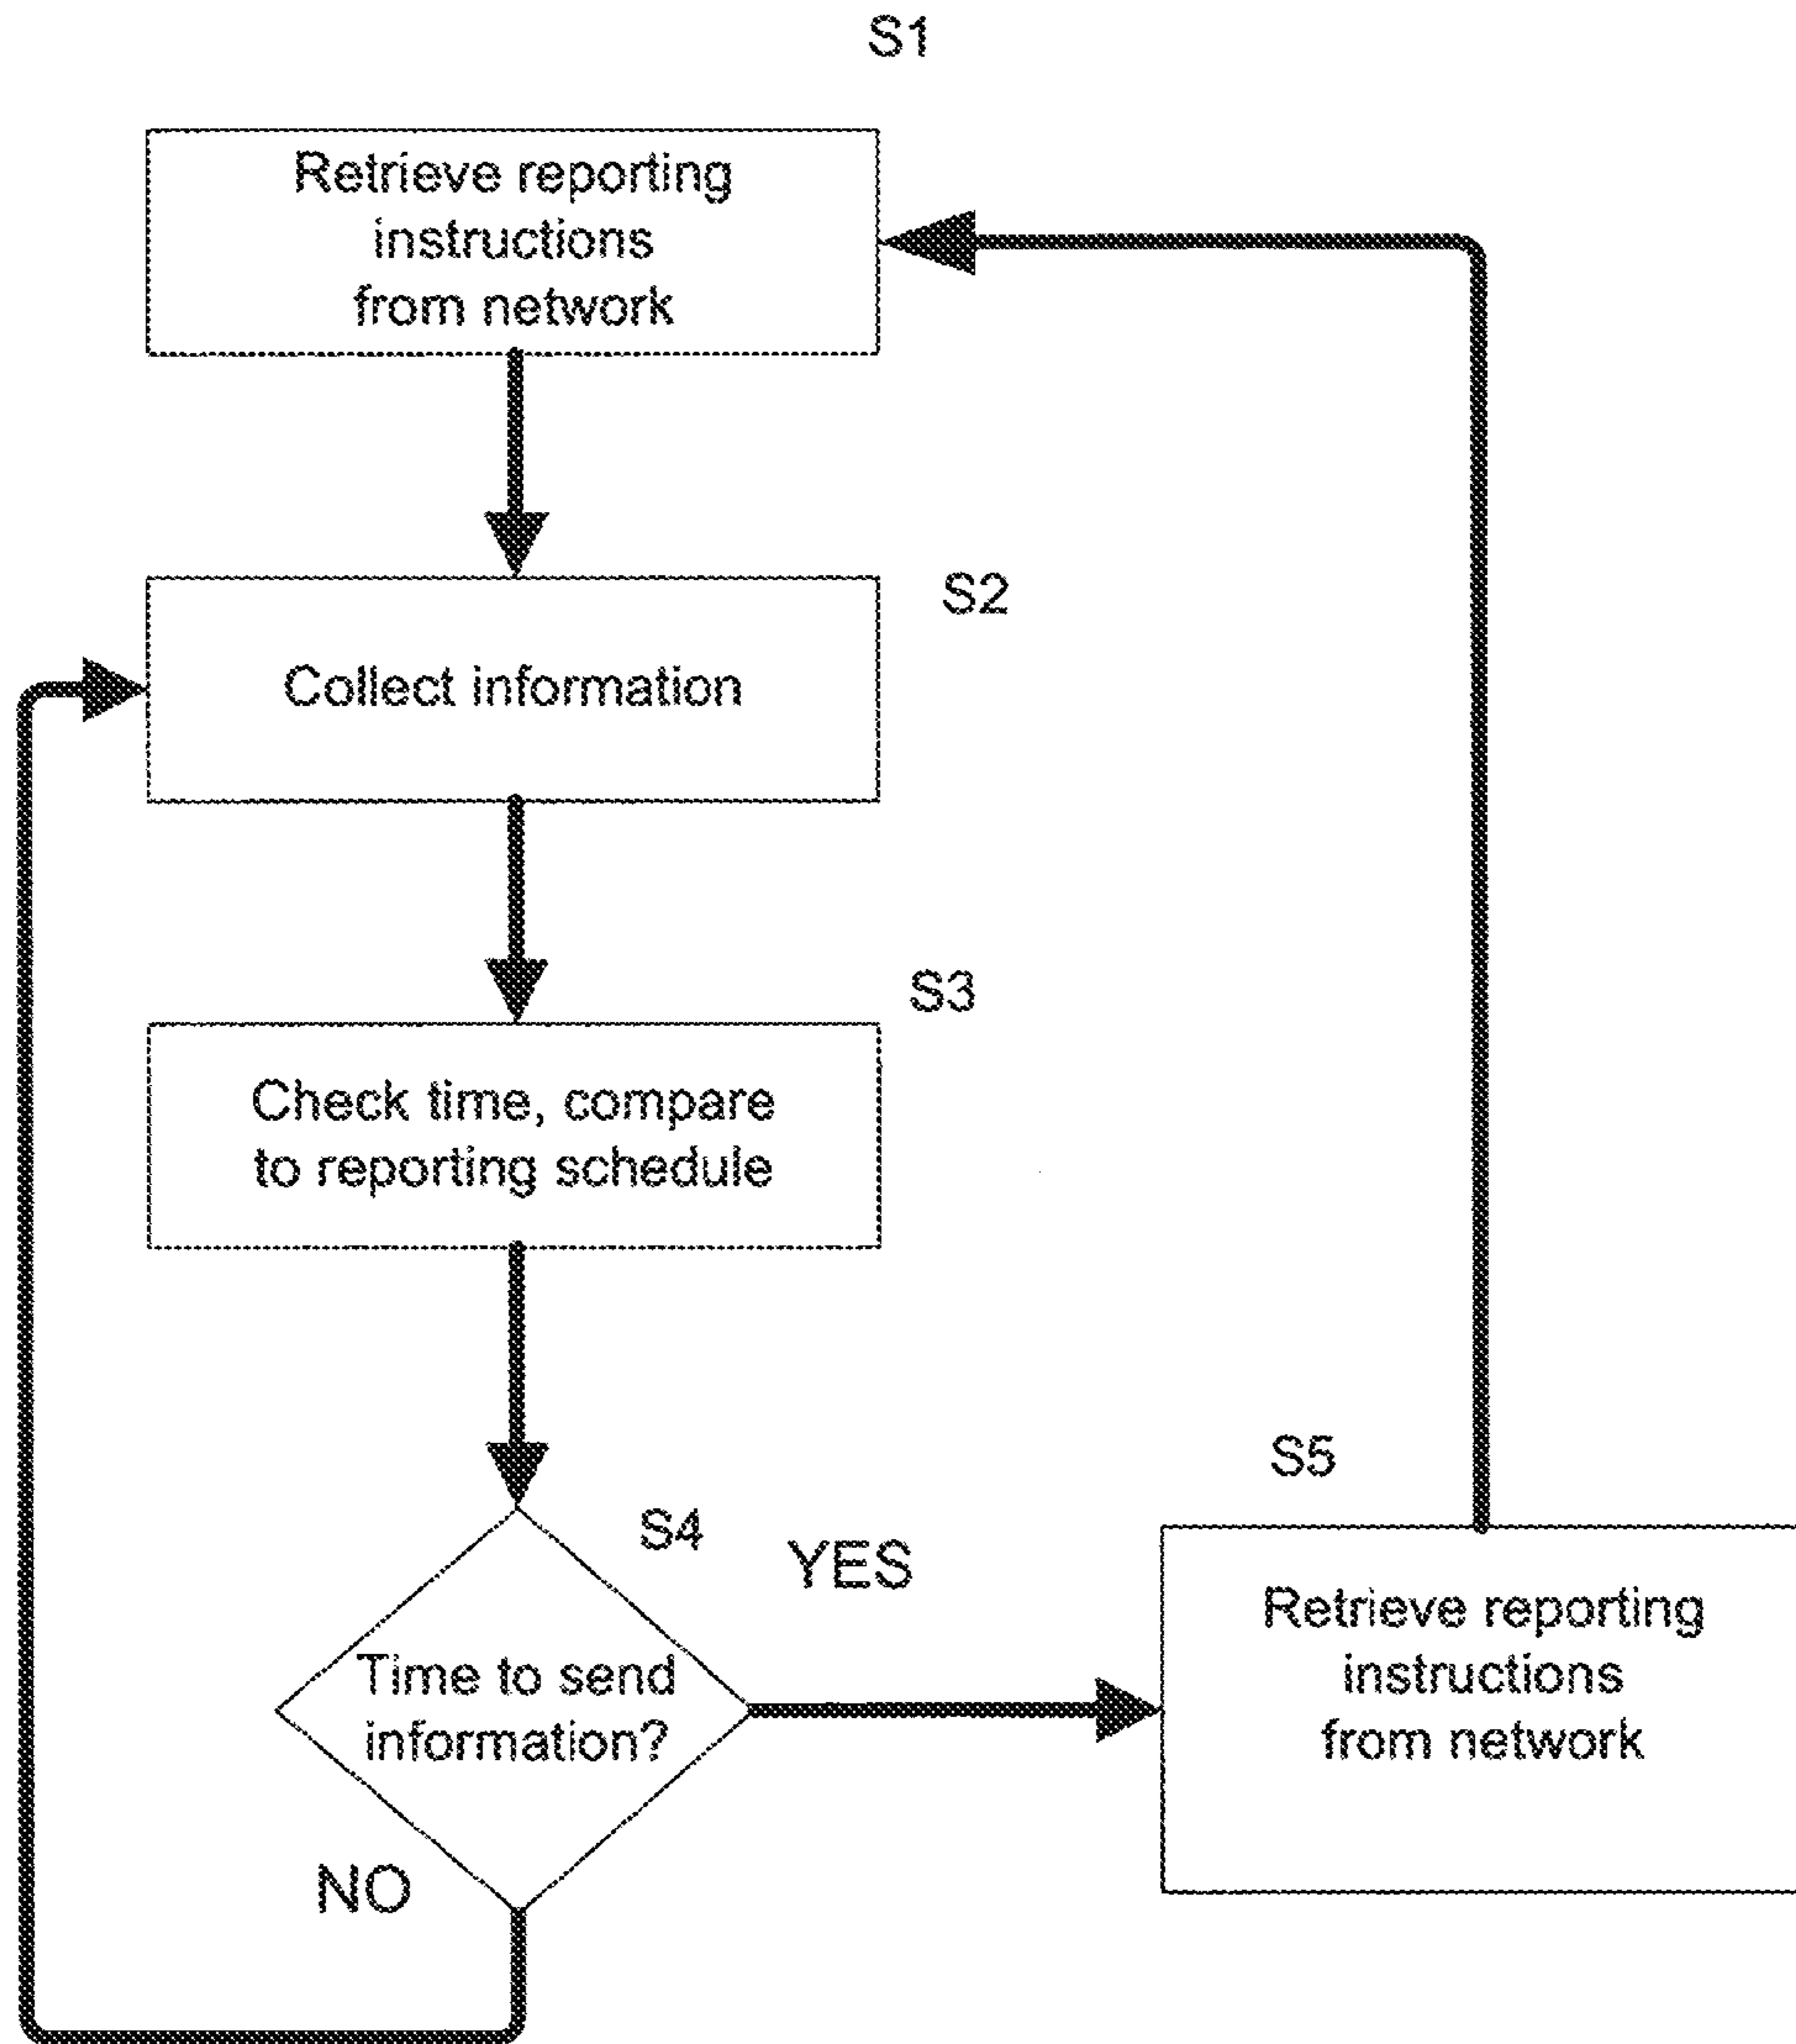 S1
Retrieve reporting
instructions
from network
S2
Collect information
S3
Check time, compare
to reporting schedule
S4
Time to send
information?
YES
NO
S5
Retrieve reporting
instructions
from network